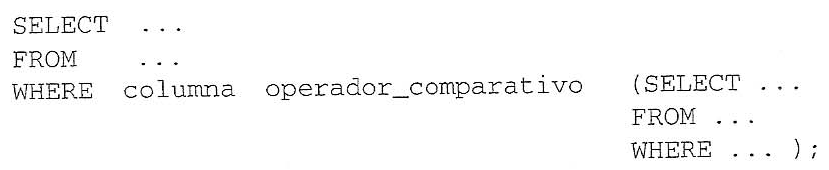 SELECT ...
FROM ...
WHERE columna operador_comparativo (SELECT ...
FROM ...
WHERE ... );